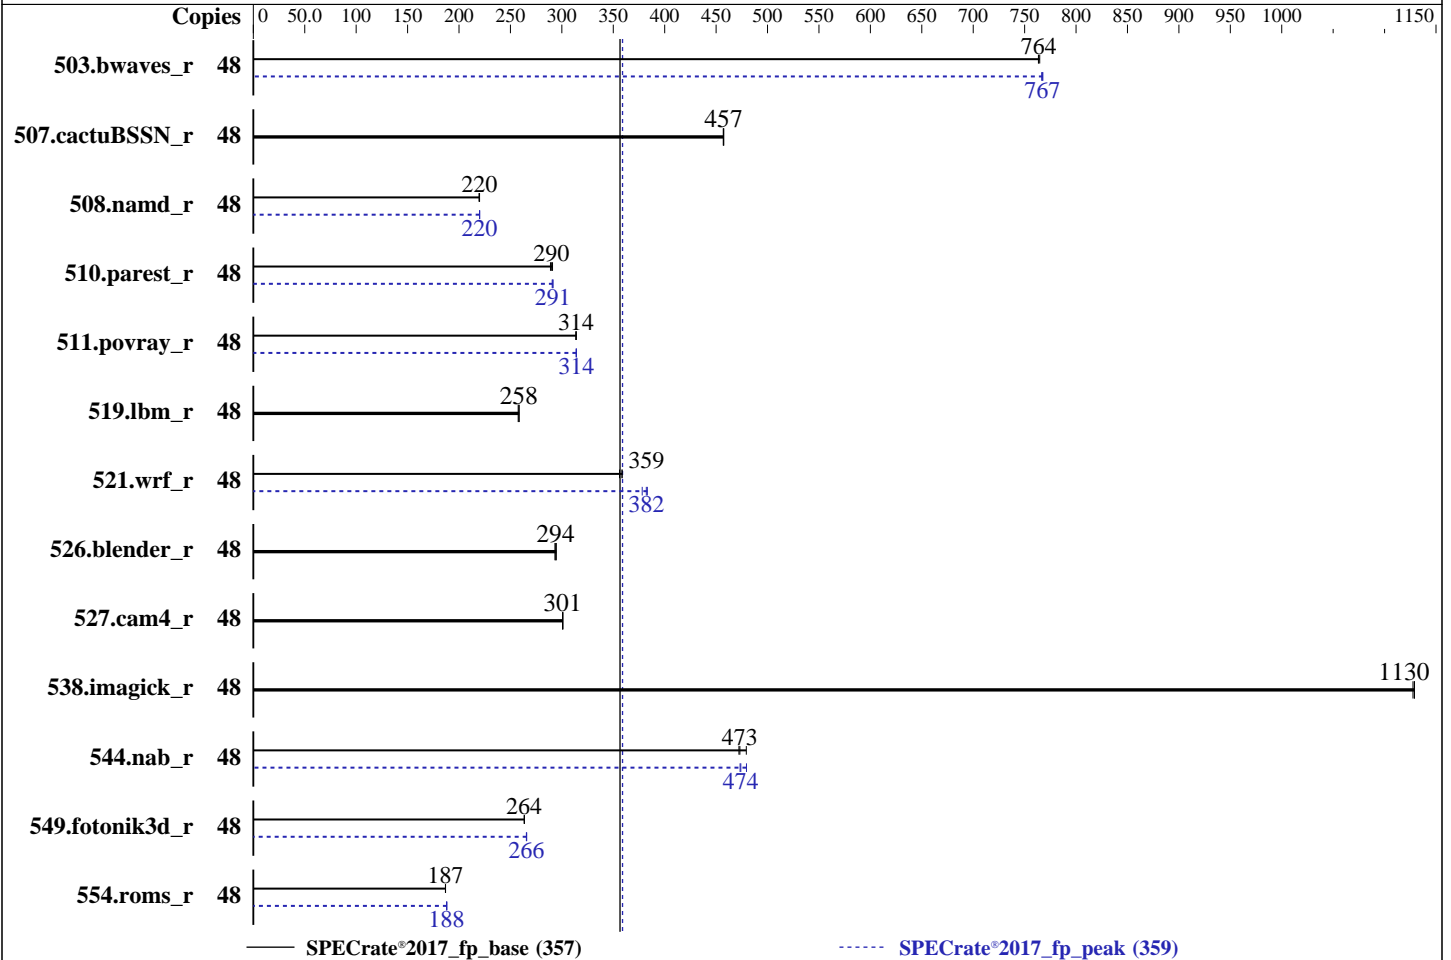 Copies 0 50.0 100 150 200 250 300 350 400 450 500 550 600 650 700 750 800 850 900 950 1000 1150
503.bwaves_r 48 764
767
507.cactuBSSN_r 48 457
508.namd_r 48 220
220
510.parest_r 48 290
291
511.povray_r 48 314
314
519.lbm_r 48 258
521.wrf_r 48 359
382
526.blender_r 48 294
527.cam4_r 48 301
538.imagick_r 48 1130
544.nab_r 48 473
474
549.fotonik3d_r 48 264
266
554.roms_r 48 187
188
SPECrate®2017_fp_base (357) SPECrate®2017_fp_peak (359)